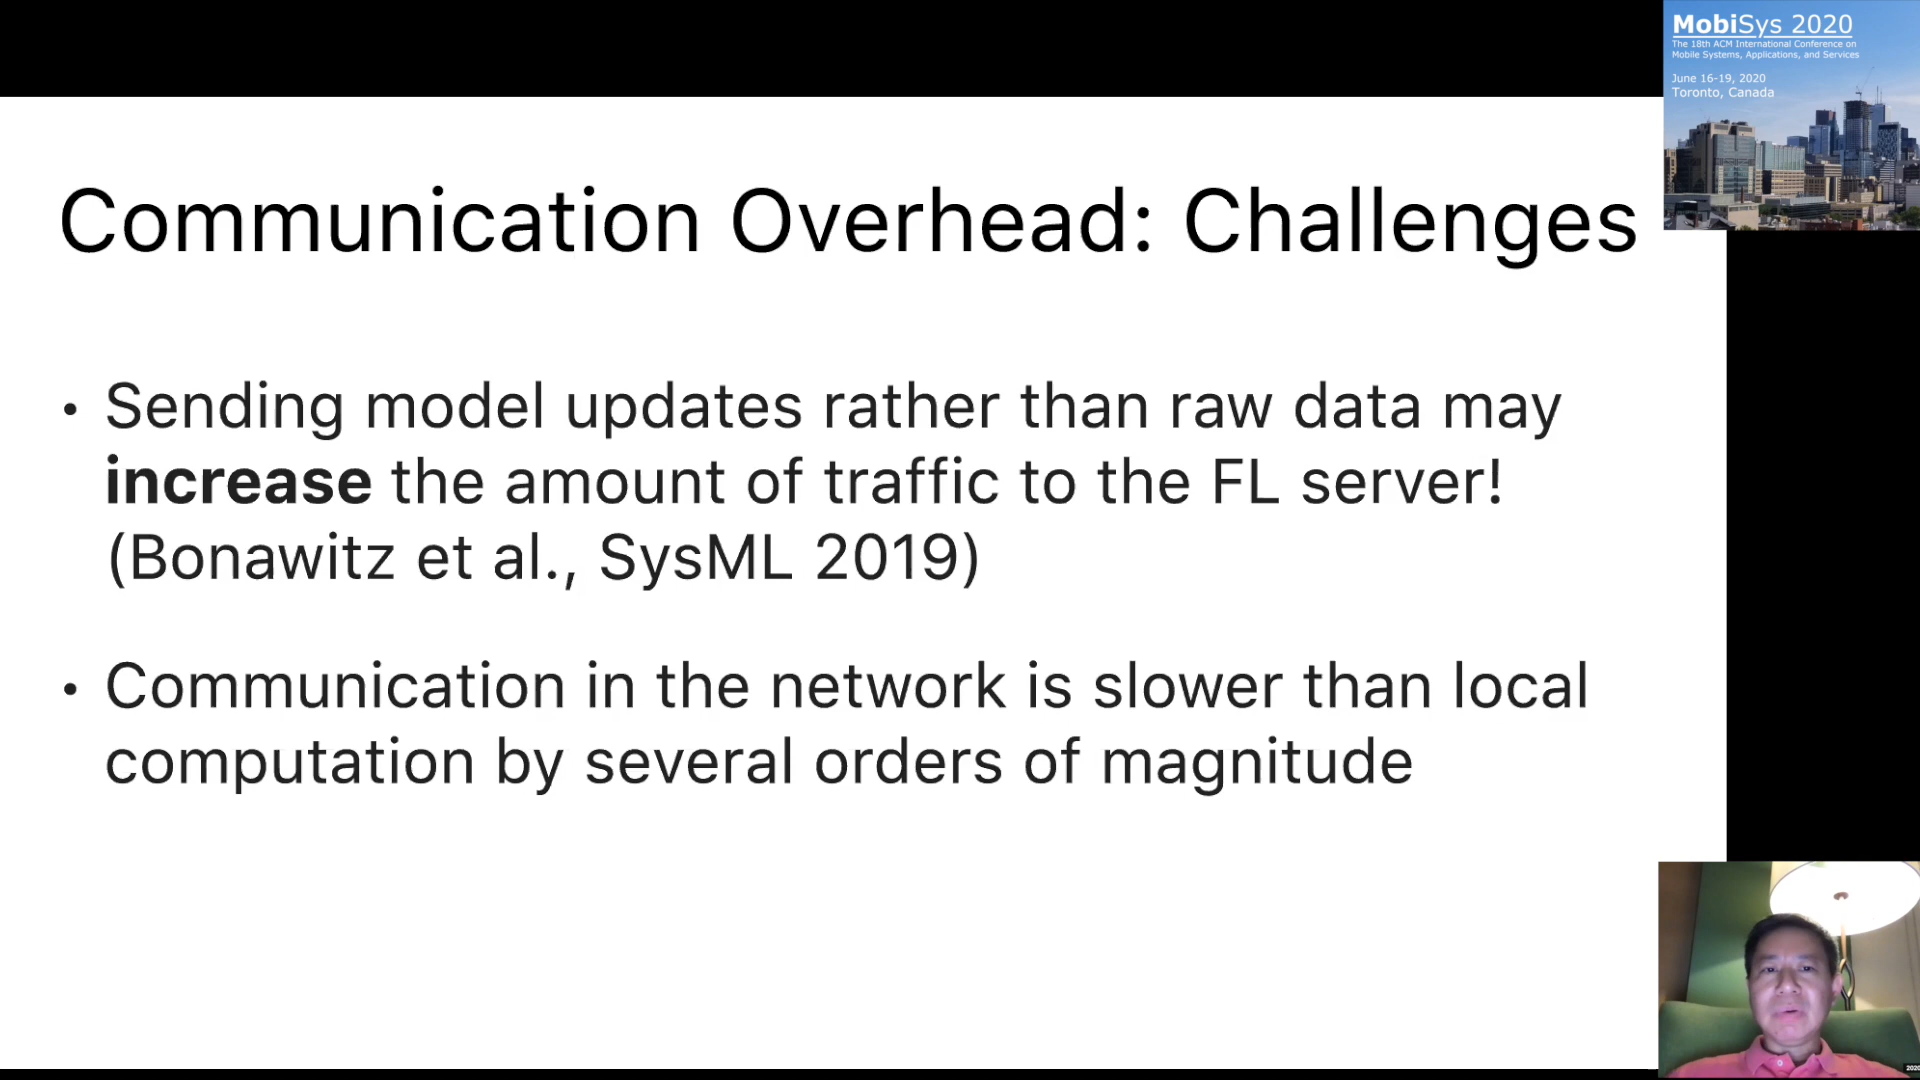 MobiSys 2020
The 18th ACM International Conference on
Mobile Systems, Applications, and Services
June 16-19, 2020
Toronto, Canada
Communication Overhead: Challenges
• Sending model updates rather than raw data may
increase the amount of traffic to the FL server!
(Bonawitz et al., SysML 2019)
• Communication in the network is slower than local
computation by several orders of magnitude